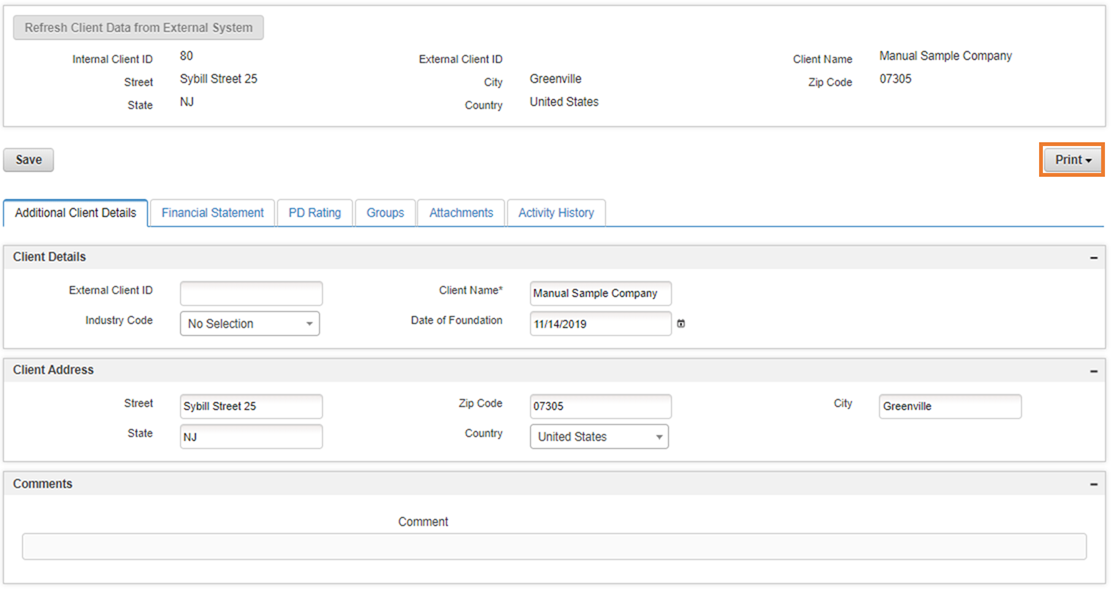 Refresh Client Data from External System
Internal Client ID 80 External Client ID Client Name Manual Sample Company
Street Sybill Street 25 City Greenville Zip Code 07305
State NJ Country United States
Save Print
Additional Client Details Financial Statement PD Rating Groups Attachments Activity History
Client Details
External Client ID Client Name* Manual Sample Company
Industry Code No Selection Date of Foundation 11/14/2019
Client Address
Street Sybill Street 25 Zip Code 07305 City Greenville
State NJ Country United States
Comments
Comment